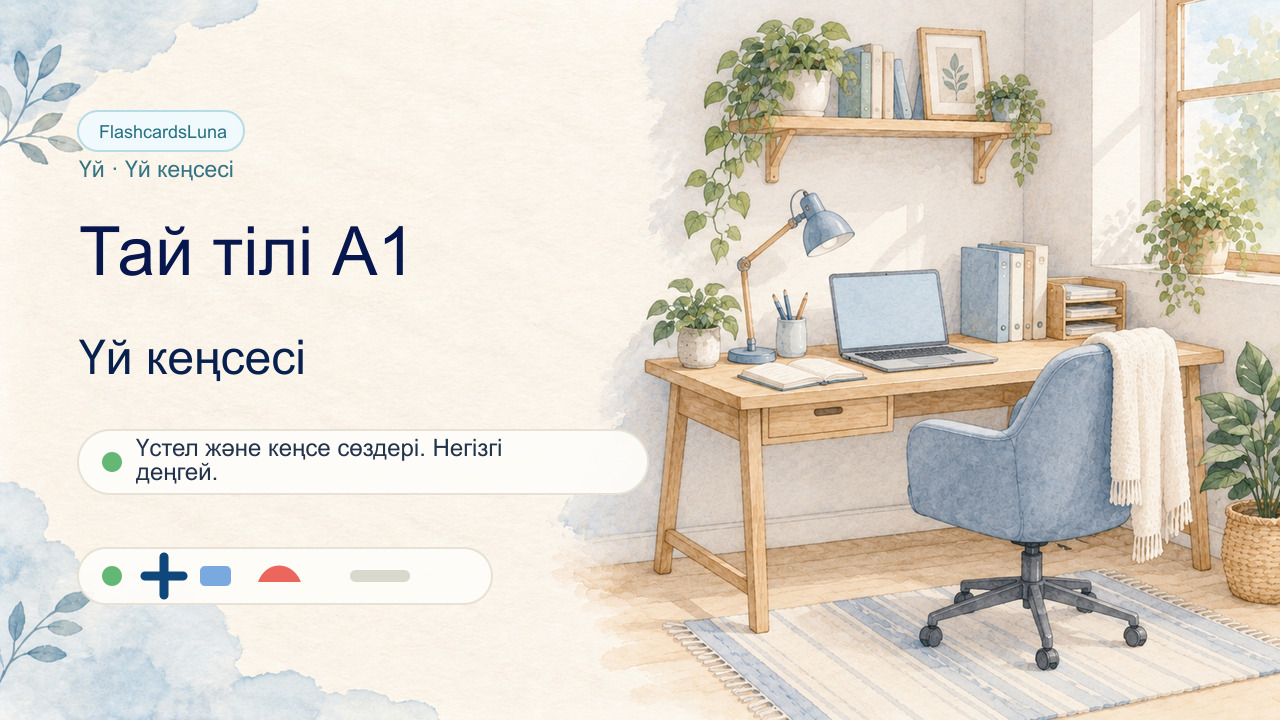 FlashcardsLuna
Үй · Үй кеңсесі
Тай тілі A1
Үй кеңсесі
Үстел және кеңсе сөздері. Негізгі
деңгей.